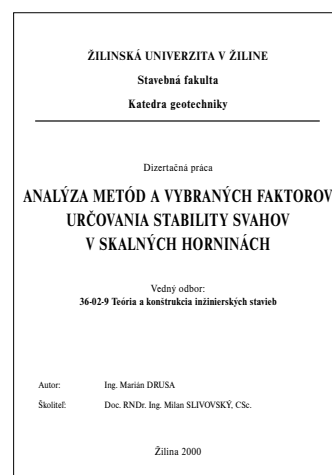 ŽILINSKÁ UNIVERZITA V ŽILINE
Stavebná fakulta
Katedra geotechniky
Dizertačná práca
ANALÝZA METÓD A VYBRANÝCH FAKTOROV
URČOVANIA STABILITY SVAHOV
V SKALNÝCH HORNINÁCH
Vedný odbor:
36-02-9 Teória a konštrukcia inžinierských stavieb
Autor: Ing. Marián DRUSA
Školiteľ: Doc. RNDr. Ing. Milan SLIVOVSKÝ, CSc.
Žilina 2000